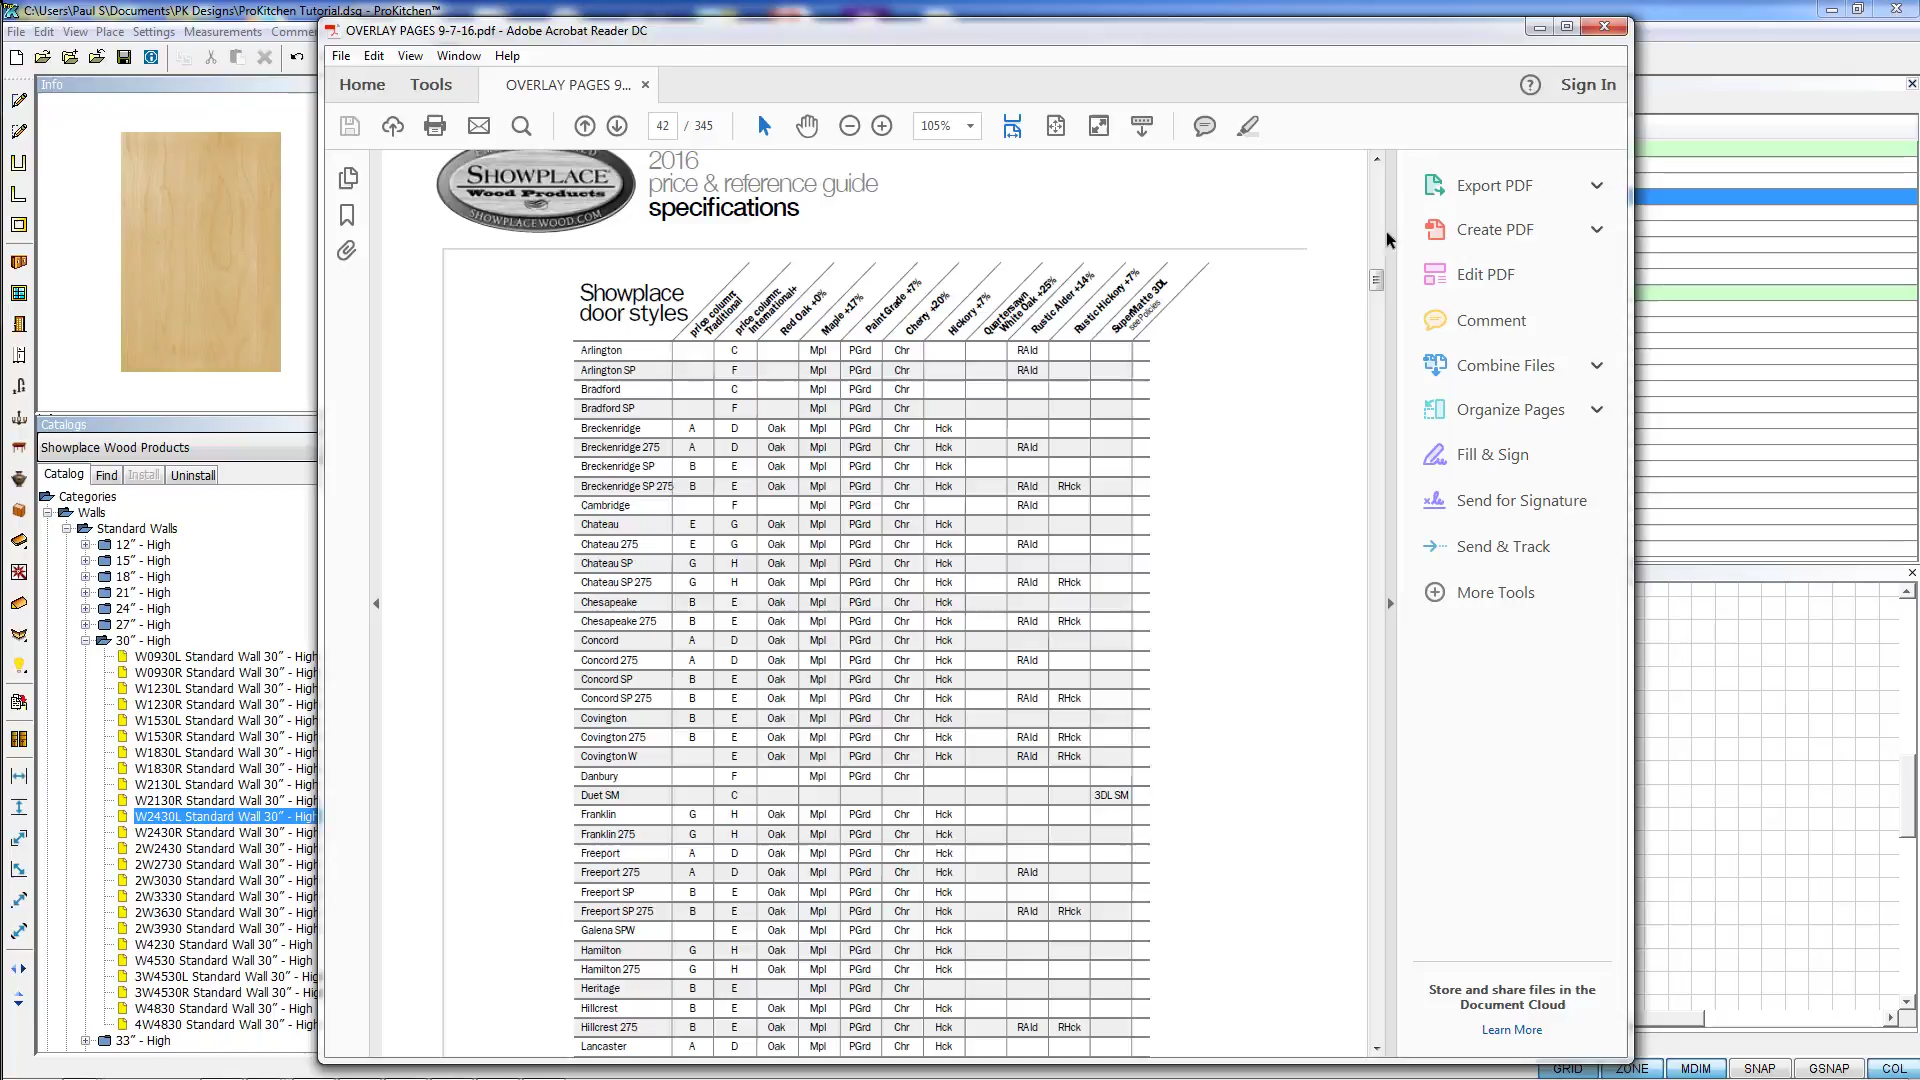 C:\Users\Paul S\Documents\PK Designs\ProKitchen Tutorial.dsg - ProKitchen™
File Edit View Place Settings Measurements
Info
Catalogs
Showplace Wood Products
Catalog Find Install Uninstall
Categories
Walls
Standard Walls
12" - High
15" - High
18" - High
21" - High
24" - High
27" - High
30" - High
W0930L Standard Wall 30" - High
W0930R Standard Wall 30" - High
W1230L Standard Wall 30" - High
W1230R Standard Wall 30" - High
W1530L Standard Wall 30" - High
W1530R Standard Wall 30" - High
W1830L Standard Wall 30" - High
W1830R Standard Wall 30" - High
W2130L Standard Wall 30" - High
W2130R Standard Wall 30" - High
W2430L Standard Wall 30" - High
W2430R Standard Wall 30" - High
2W2430 Standard Wall 30" - High
2W2730 Standard Wall 30" - High
2W3030 Standard Wall 30" - High
2W3330 Standard Wall 30" - High
2W3630 Standard Wall 30" - High
2W3930 Standard Wall 30" - High
W4230 Standard Wall 30" - High
W4530 Standard Wall 30" - High
3W4530L Standard Wall 30" - High
3W4530R Standard Wall 30" - High
W4830 Standard Wall 30" - High
4W4830 Standard Wall 30" - High
33" - High
OVERLAY PAGES 9-7-16.pdf - Adobe Acrobat Reader DC
File Edit View Window Help
Home Tools OVERLAY PAGES 9... × Sign In
42 / 345 105%
SHOWPLACE
Wood Products
SHOWPLACEWOOD.COM
2016
price & reference guide
specifications
Showplace
door styles
price column: Traditional
price column: International+
Red Oak +0%
Maple +17%
Paint Grade +7%
Cherry +20%
Hickory +7%
Quartersawn White Oak +25%
Rustic Alder +14%
Rustic Hickory +7%
SuperMatte 3DL see Policies
Arlington C Mpl PGrd Chr RAld
Arlington SP F Mpl PGrd Chr RAld
Bradford C Mpl PGrd Chr
Bradford SP F Mpl PGrd Chr
Breckenridge A D Oak Mpl PGrd Chr Hck
Breckenridge 275 A D Oak Mpl PGrd Chr Hck RAld
Breckenridge SP B E Oak Mpl PGrd Chr Hck
Breckenridge SP 275 B E Oak Mpl PGrd Chr Hck RAld RHck
Cambridge F Mpl PGrd Chr RAld
Chateau E G Oak Mpl PGrd Chr Hck
Chateau 275 E G Oak Mpl PGrd Chr Hck RAld
Chateau SP G H Oak Mpl PGrd Chr Hck
Chateau SP 275 G H Oak Mpl PGrd Chr Hck RAld RHck
Chesapeake B E Oak Mpl PGrd Chr Hck
Chesapeake 275 B E Oak Mpl PGrd Chr Hck RAld RHck
Concord A D Oak Mpl PGrd Chr Hck
Concord 275 A D Oak Mpl PGrd Chr Hck RAld
Concord SP B E Oak Mpl PGrd Chr Hck
Concord SP 275 B E Oak Mpl PGrd Chr Hck RAld RHck
Covington B E Oak Mpl PGrd Chr Hck
Covington 275 B E Oak Mpl PGrd Chr Hck RAld RHck
Covington W E Oak Mpl PGrd Chr Hck RAld RHck
Danbury F Mpl PGrd Chr
Duet SM C 3DL SM
Franklin G H Oak Mpl PGrd Chr Hck
Franklin 275 G H Oak Mpl PGrd Chr Hck
Freeport A D Oak Mpl PGrd Chr Hck
Freeport 275 A D Oak Mpl PGrd Chr Hck RAld
Freeport SP B E Oak Mpl PGrd Chr Hck
Freeport SP 275 B E Oak Mpl PGrd Chr Hck RAld RHck
Galena SPW E Oak Mpl PGrd Chr Hck
Hamilton G H Oak Mpl PGrd Chr Hck
Hamilton 275 G H Oak Mpl PGrd Chr Hck
Heritage B E Mpl PGrd Chr
Hillcrest B E Oak Mpl PGrd Chr Hck
Hillcrest 275 B E Oak Mpl PGrd Chr Hck RAld RHck
Lancaster A D Oak Mpl PGrd Chr Hck
Export PDF
Create PDF
Edit PDF
Comment
Combine Files
Organize Pages
Fill & Sign
Send for Signature
Send & Track
More Tools
Store and share files in the
Document Cloud
Learn More
GRID ZONE MDIM SNAP GSNAP COL